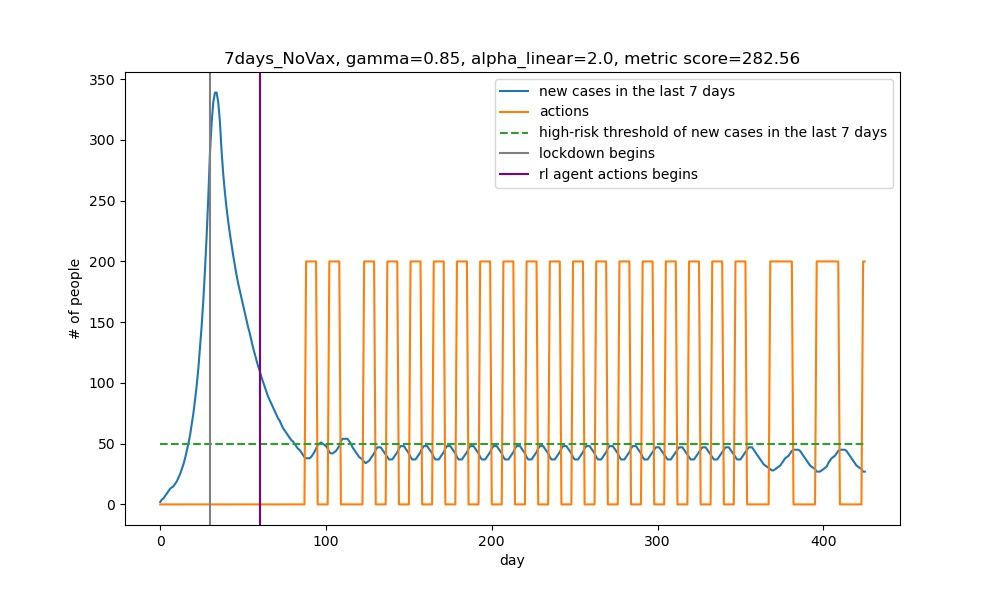 7days_NoVax, gamma=0.85, alpha_linear=2.0, metric score=282.56
350
300
250
200
150
100
50
0
# of people
new cases in the last 7 days
actions
high-risk threshold of new cases in the last 7 days
lockdown begins
rl agent actions begins
0
100
200
300
400
day